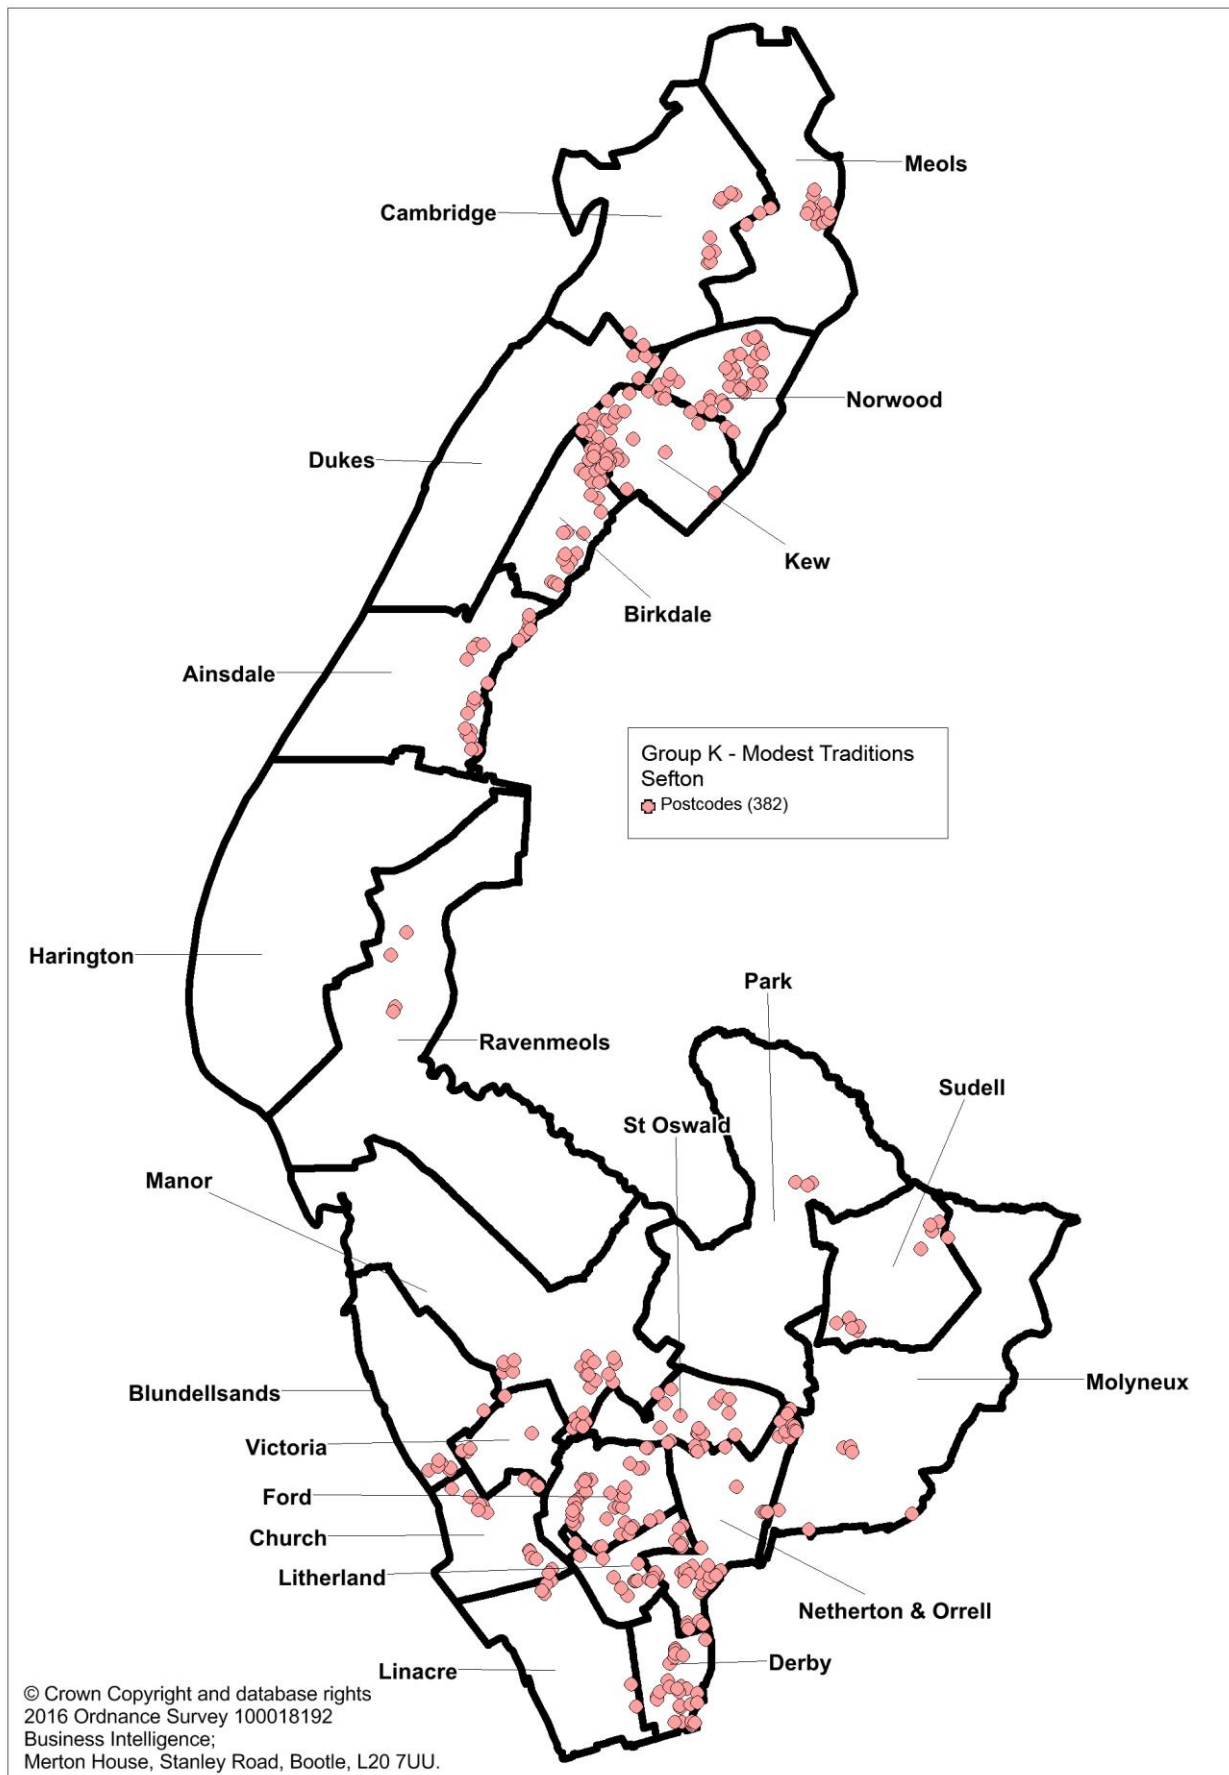 Meols
Cambridge
Norwood
Dukes
Kew
Birkdale
Ainsdale
Group K - Modest Traditions
Sefton
Postcodes (382)
Harington
Park
Ravenmeols
Sudell
St Oswald
Manor
Molyneux
Blundellsands
Victoria
Ford
Church
Litherland
Netherton & Orrell
Derby
Linacre
© Crown Copyright and database rights
2016 Ordnance Survey 100018192
Business Intelligence;
Merton House, Stanley Road, Bootle, L20 7UU.